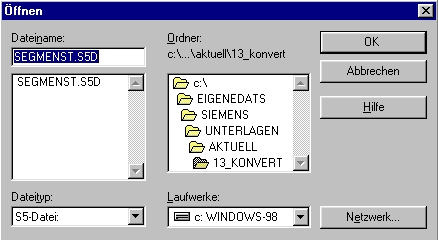 Öffnen
Dateiname:
SEGMENST.S5D
SEGMENST.S5D
Ordner:
c:\...\aktuell\13_konvert
c:\
EIGENEDATS
SIEMENS
UNTERLAGEN
AKTUELL
13_KONVERT
OK
Abbrechen
Hilfe
Dateityp:
S5-Datei:
Laufwerke:
c: WINDOWS-98
Netzwerk...